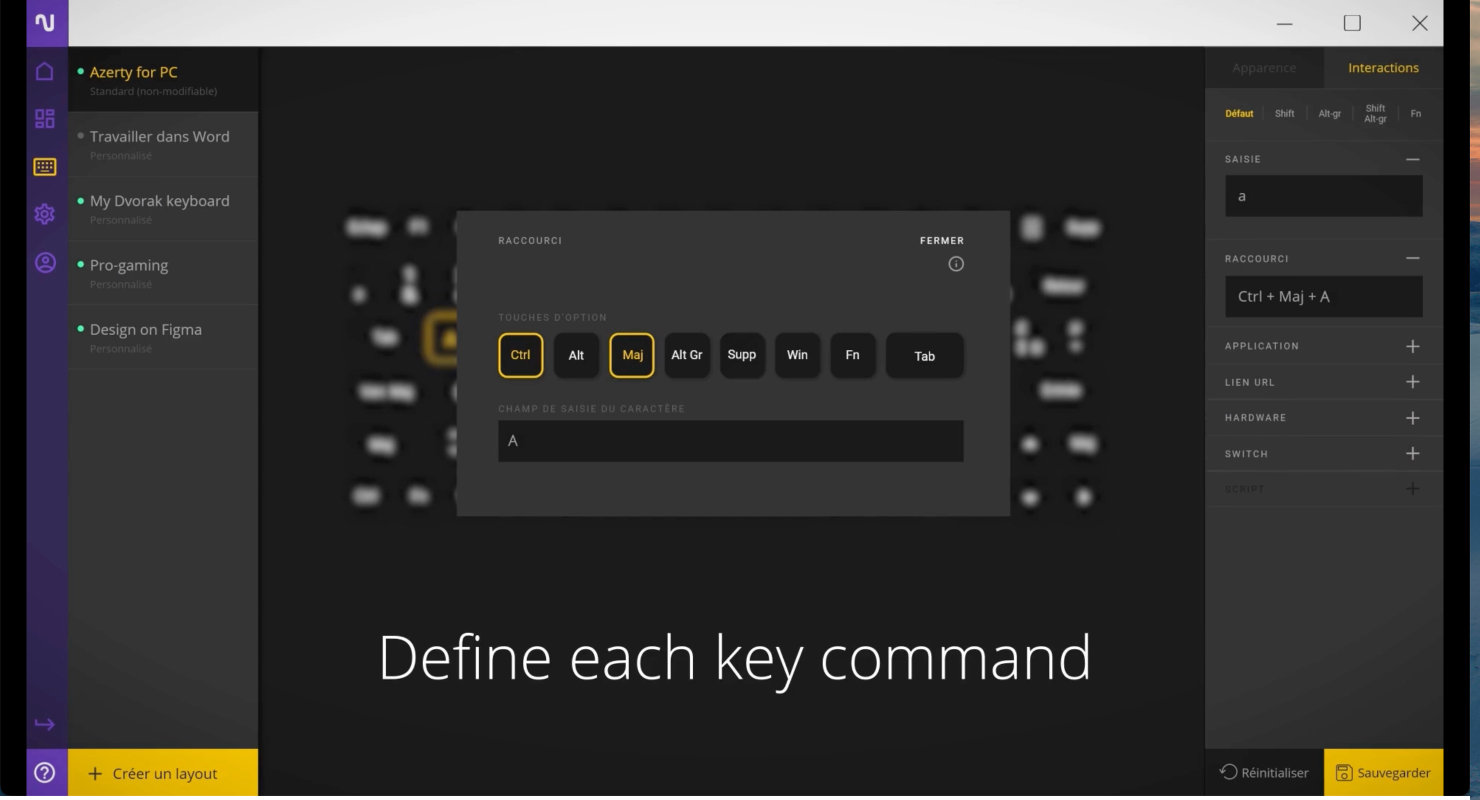 Azerty for PC
Standard (non-modifiable)
Travailler dans Word
Personnalisé
My Dvorak keyboard
Personnalisé
Pro-gaming
Personnalisé
Design on Figma
Personnalisé
+ Créer un layout
RACCOURCI
FERMER
TOUCHES D'OPTION
Ctrl Alt Maj Alt Gr Supp Win Fn Tab
CHAMP DE SAISIE DU CARACTÈRE
A
Define each key command
Apparence Interactions
Défaut Shift Alt-gr Shift Alt-gr Fn
SAISIE
a
RACCOURCI
Ctrl + Maj + A
APPLICATION
LIEN URL
HARDWARE
SWITCH
SCRIPT
Réinitialiser Sauvegarder